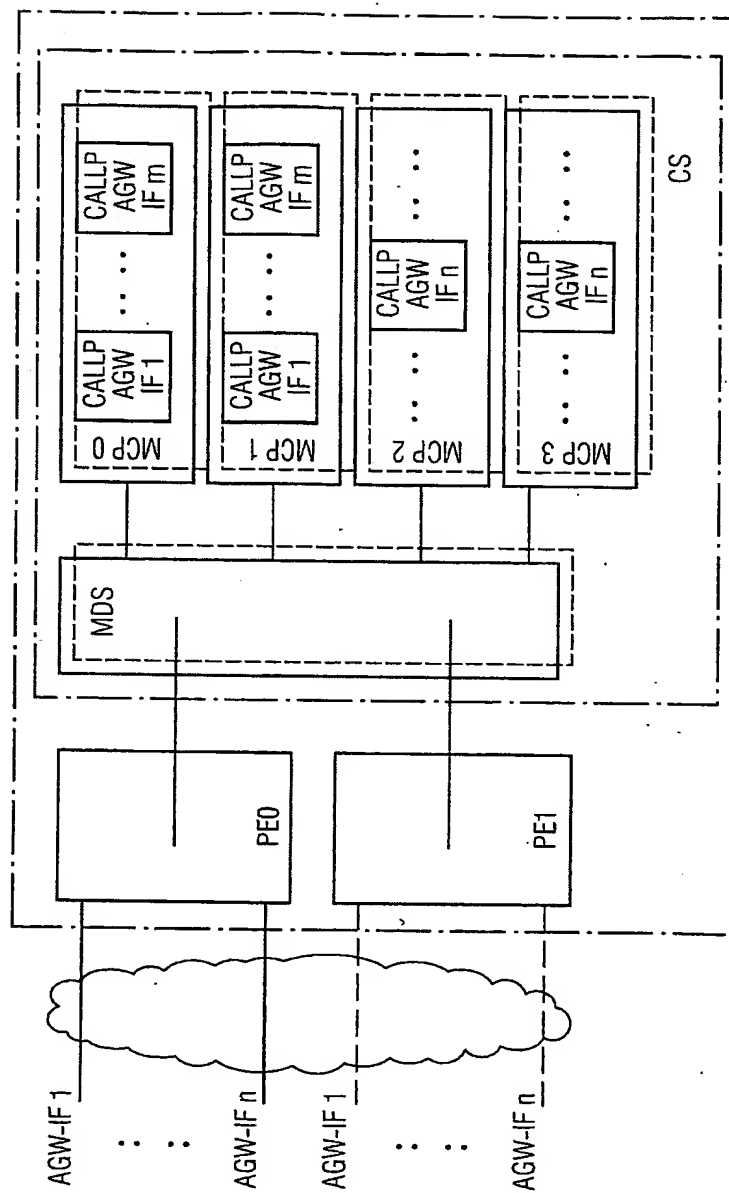 AGW-IF 1
. . . .
AGW-IF n
AGW-IF 1
. . . .
AGW-IF n
PE0
PE1
MDS
MCP 0
CALLP
AGW
IF 1
. . . .
CALLP
AGW
IF m
MCP 1
CALLP
AGW
IF 1
. . . .
CALLP
AGW
IF m
MCP 2
. . . .
CALLP
AGW
IF n
. . . .
MCP 3
. . . .
CALLP
AGW
IF n
. . . .
CS